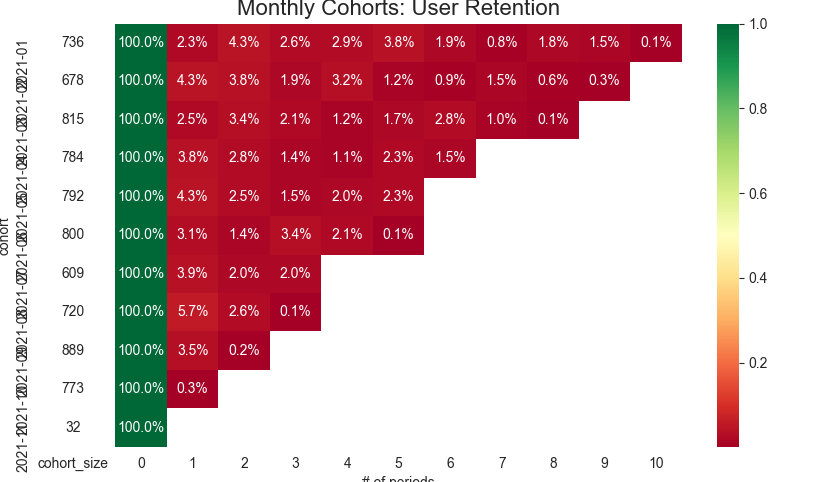 Monthly Cohorts: User Retention
736 100.0% 2.3% 4.3% 2.6% 2.9% 3.8% 1.9% 0.8% 1.8% 1.5% 0.1%
678 100.0% 4.3% 3.8% 1.9% 3.2% 1.2% 0.9% 1.5% 0.6% 0.3%
815 100.0% 2.5% 3.4% 2.1% 1.2% 1.7% 2.8% 1.0% 0.1%
784 100.0% 3.8% 2.8% 1.4% 1.1% 2.3% 1.5%
792 100.0% 4.3% 2.5% 1.5% 2.0% 2.3%
800 100.0% 3.1% 1.4% 3.4% 2.1% 0.1%
609 100.0% 3.9% 2.0% 2.0%
720 100.0% 5.7% 2.6% 0.1%
889 100.0% 3.5% 0.2%
773 100.0% 0.3%
32 100.0%
cohort_size 0 1 2 3 4 5 6 7 8 9 10
# of periods
cohort
2021-01
1.0
0.8
0.6
0.4
0.2